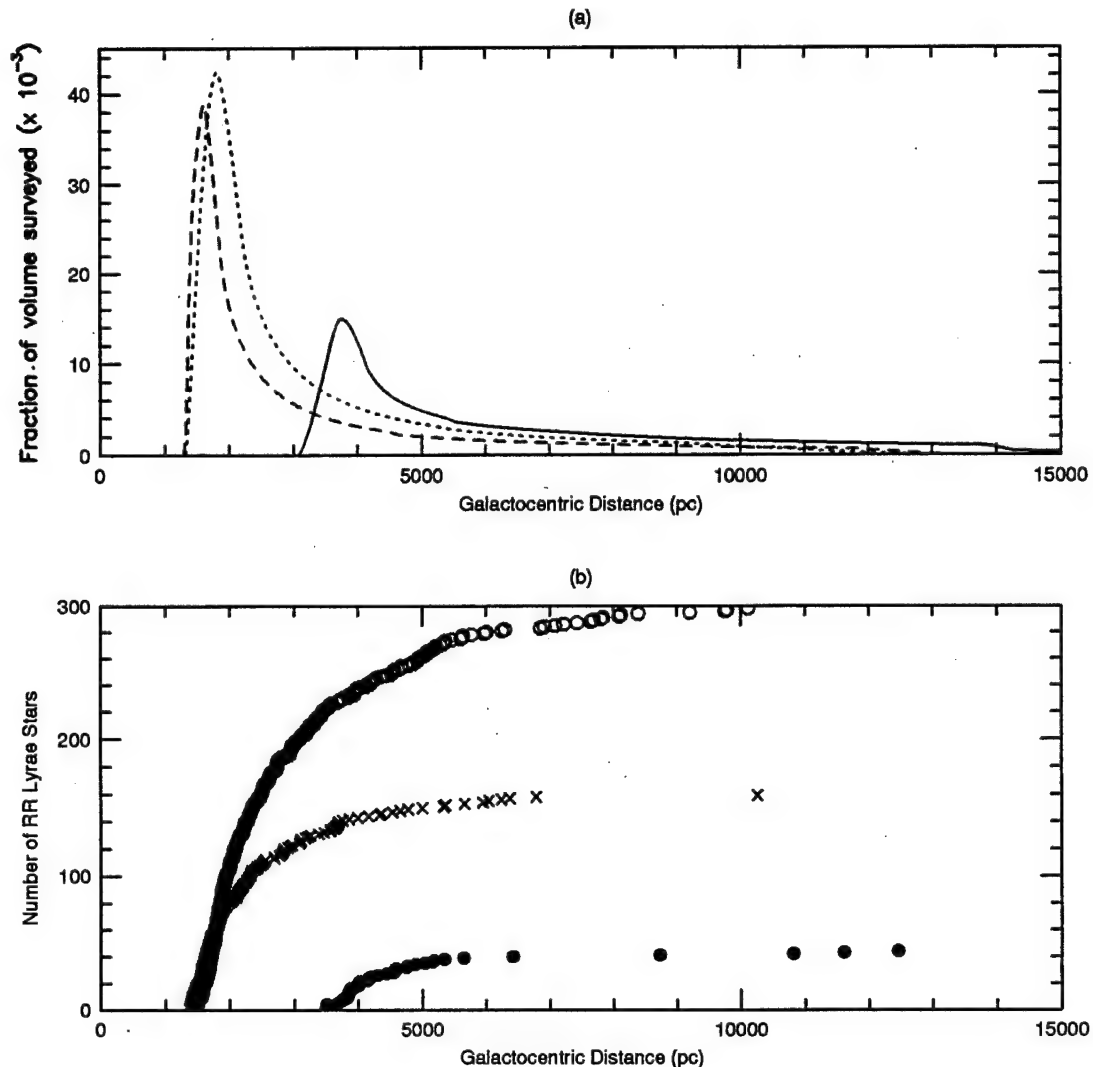 (a)
Fraction of volume surveyed (x 10⁻³)
40
30
20
10
0
0 5000 10000 15000
Galactocentric Distance (pc)
(b)
Number of RR Lyrae Stars
300
200
100
0
0 5000 10000 15000
Galactocentric Distance (pc)